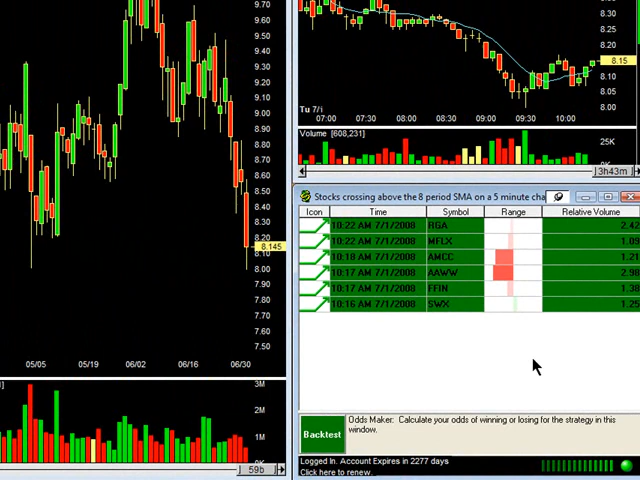 9.70
9.60
9.50
9.40
9.30
9.20
9.10
9.00
8.90
8.80
8.70
8.60
8.50
8.40
8.30
8.20
8.145
8.00
7.90
7.80
7.70
7.60
7.50
05/05 05/19 06/02 06/16 06/30
3M
2M
1M
59b
8.30
8.25
8.20
8.15
8.10
8.05
8.00
Tu 7/i
07:00 07:30 08:00 08:30 09:00 09:30 10:00
Volume [608,231]
25K
3h43m
Stocks crossing above the 8 period SMA on a 5 minute cha
Icon Time Symbol Range Relative Volume
10:22 AM 7/1/2008 RGA 2.42
10:22 AM 7/1/2008 MFLX 1.09
10:18 AM 7/1/2008 AMCC 1.21
10:17 AM 7/1/2008 AAWW 2.98
10:17 AM 7/1/2008 FFIN 1.38
10:16 AM 7/1/2008 SWX 1.25
Backtest
Odds Maker: Calculate your odds of winning or losing for the strategy in this
window.
Logged In. Account Expires in 2277 days
Click here to renew.